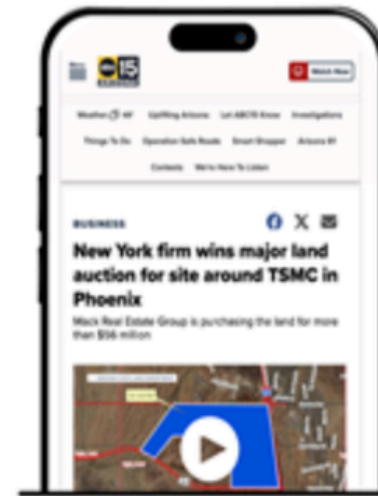 abc 15
Watch Now
Weather Uplifting Arizona Let ABC15 Know Investigations
Things To Do Operation Safe Roads Smart Shopper Arizona 61
Contests We're Here To Listen
BUSINESS
New York firm wins major land
auction for site around TSMC in
Phoenix
Mack Real Estate Group is purchasing the land for more
than $56 million